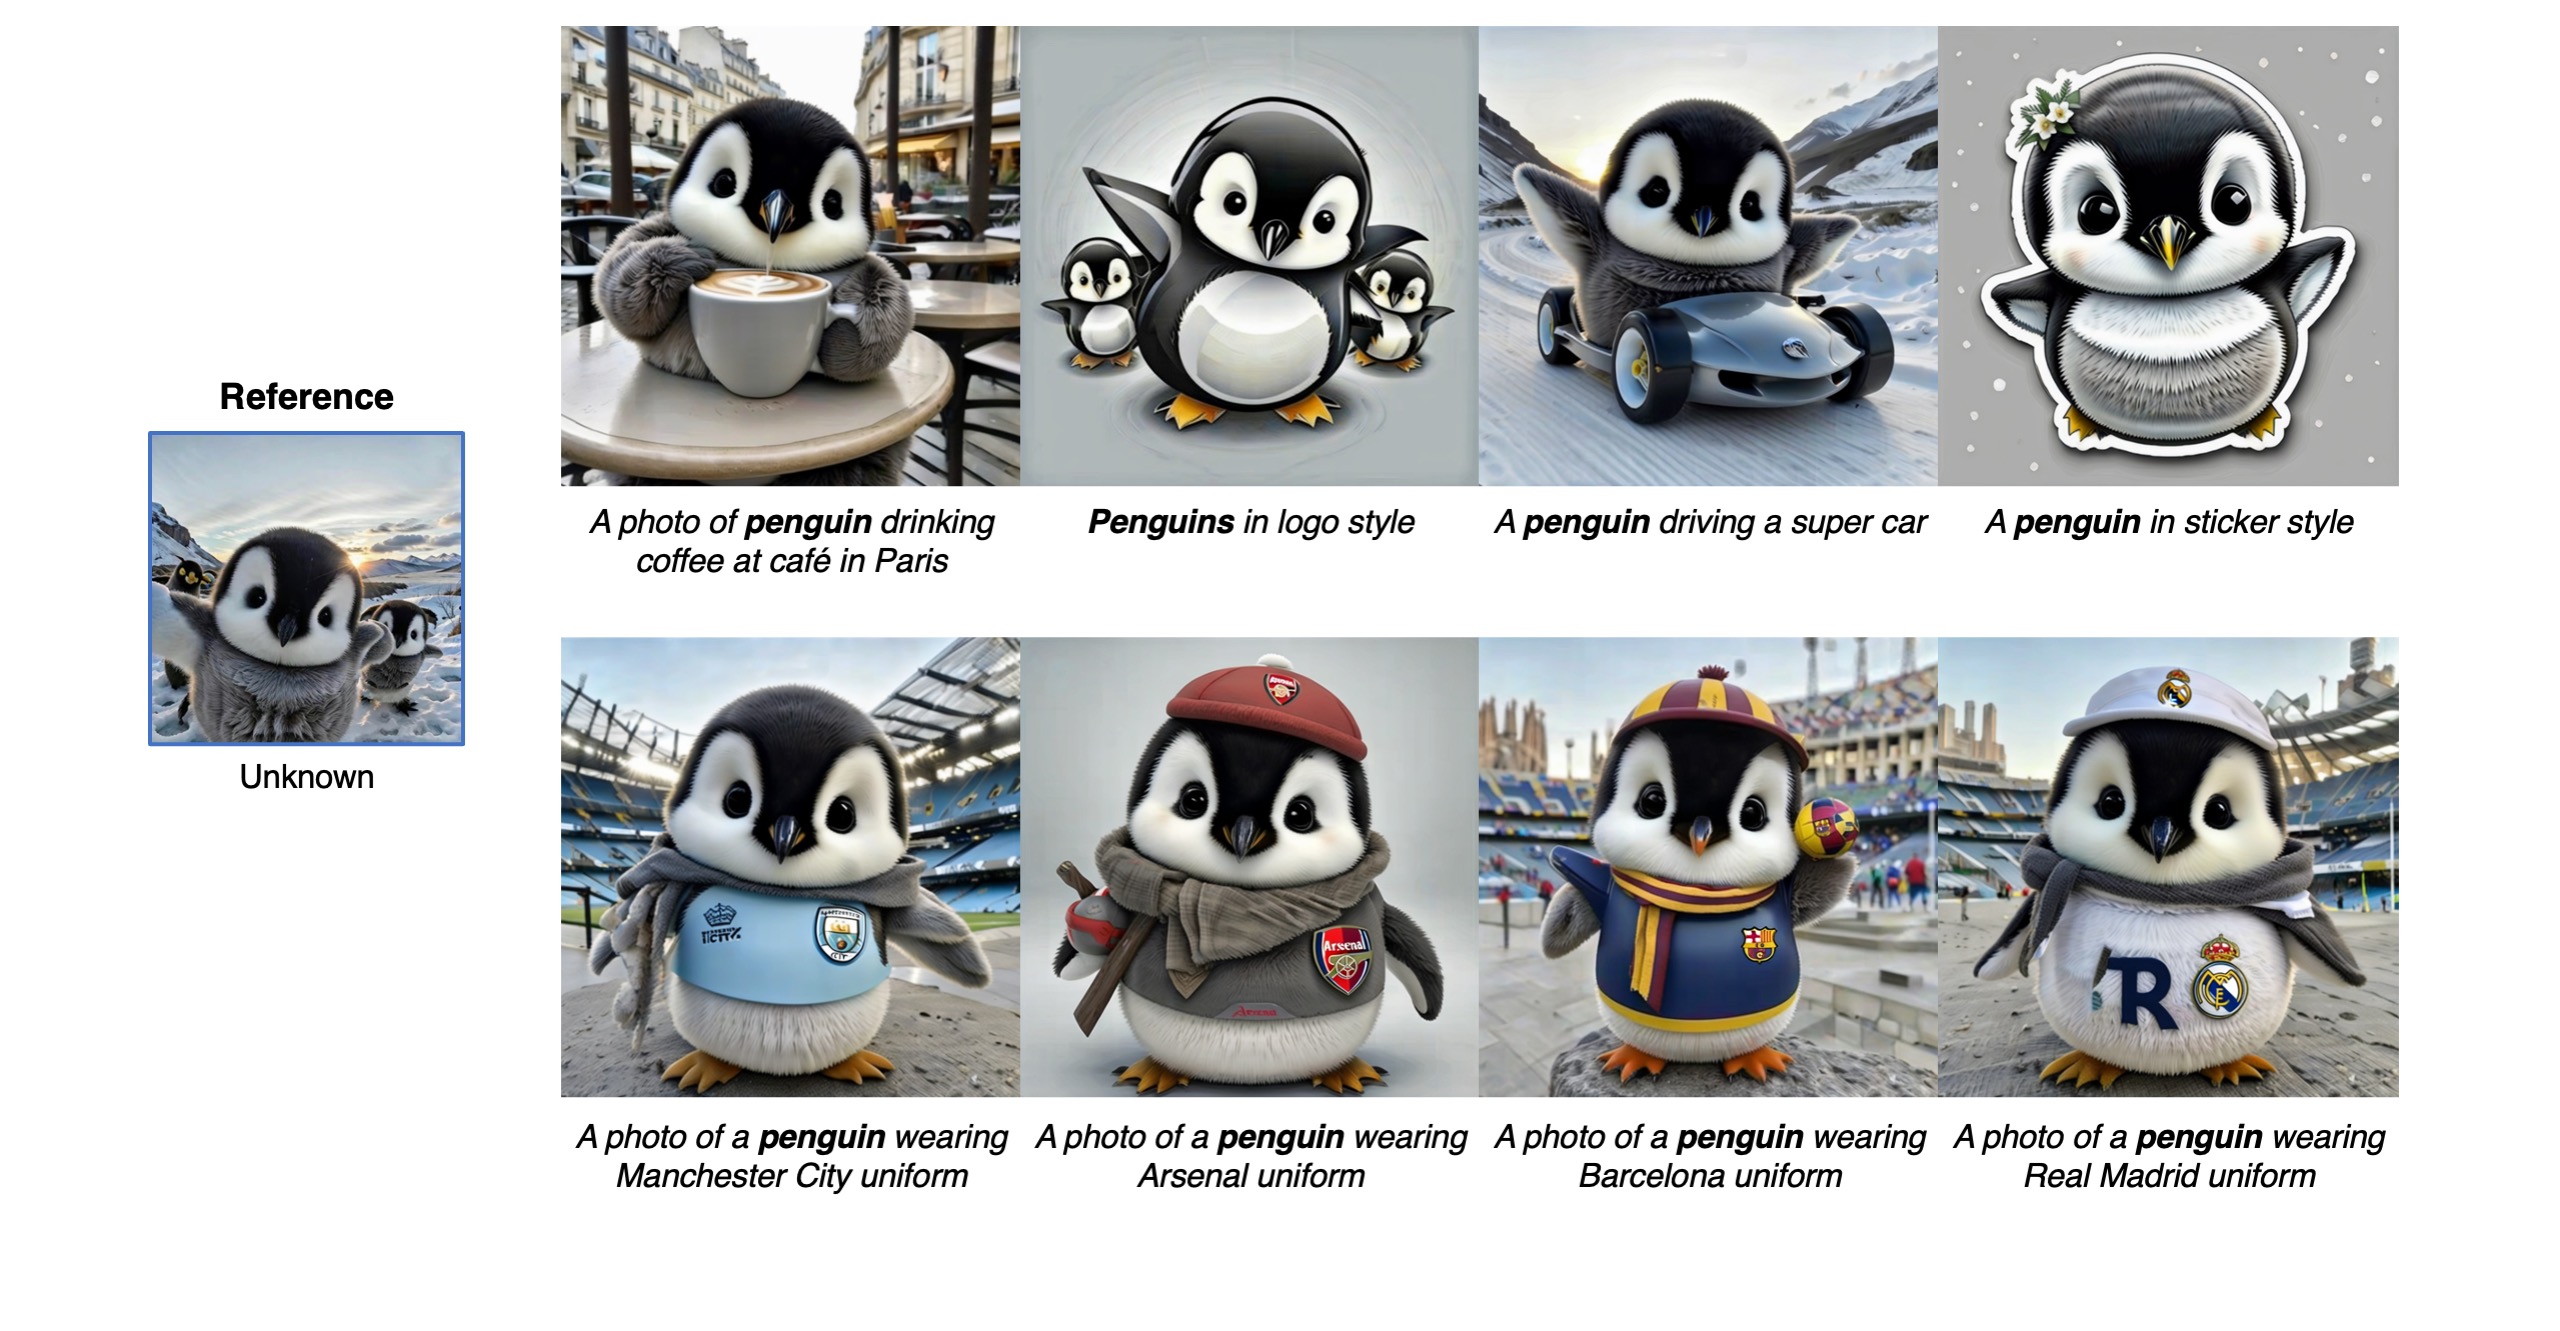 Reference
Unknown
A photo of penguin drinking
coffee at café in Paris
Penguins in logo style
A penguin driving a super car
A penguin in sticker style
Arsenal
R
A photo of a penguin wearing
Manchester City uniform
A photo of a penguin wearing
Arsenal uniform
A photo of a penguin wearing
Barcelona uniform
A photo of a penguin wearing
Real Madrid uniform